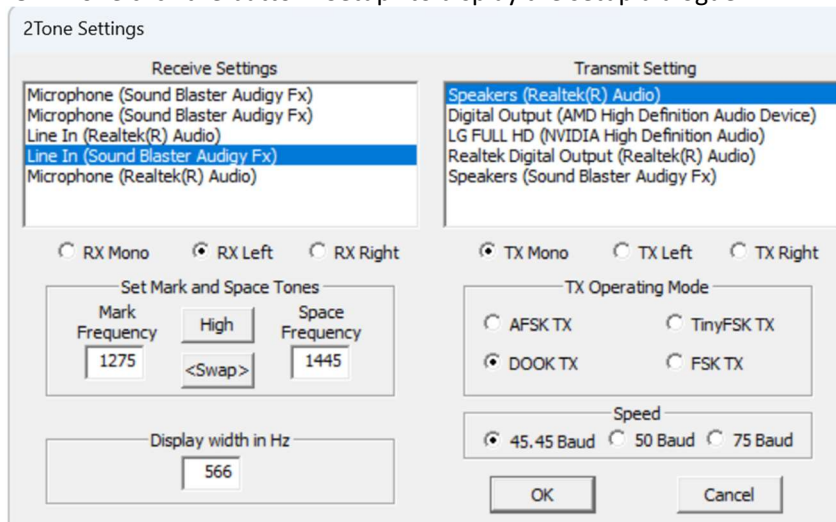 2Tone Settings
Receive Settings
Microphone (Sound Blaster Audigy Fx)
Microphone (Sound Blaster Audigy Fx)
Line In (Realtek(R) Audio)
Line In (Sound Blaster Audigy Fx)
Microphone (Realtek(R) Audio)
RX Mono RX Left RX Right
Set Mark and Space Tones
Mark Frequency
1275
High
<Swap>
Space Frequency
1445
Display width in Hz
566
Transmit Setting
Speakers (Realtek(R) Audio)
Digital Output (AMD High Definition Audio Device)
LG FULL HD (NVIDIA High Definition Audio)
Realtek Digital Output (Realtek(R) Audio)
Speakers (Sound Blaster Audigy Fx)
TX Mono TX Left TX Right
TX Operating Mode
AFSK TX TinyFSK TX
DOOK TX FSK TX
Speed
45.45 Baud 50 Baud 75 Baud
OK Cancel